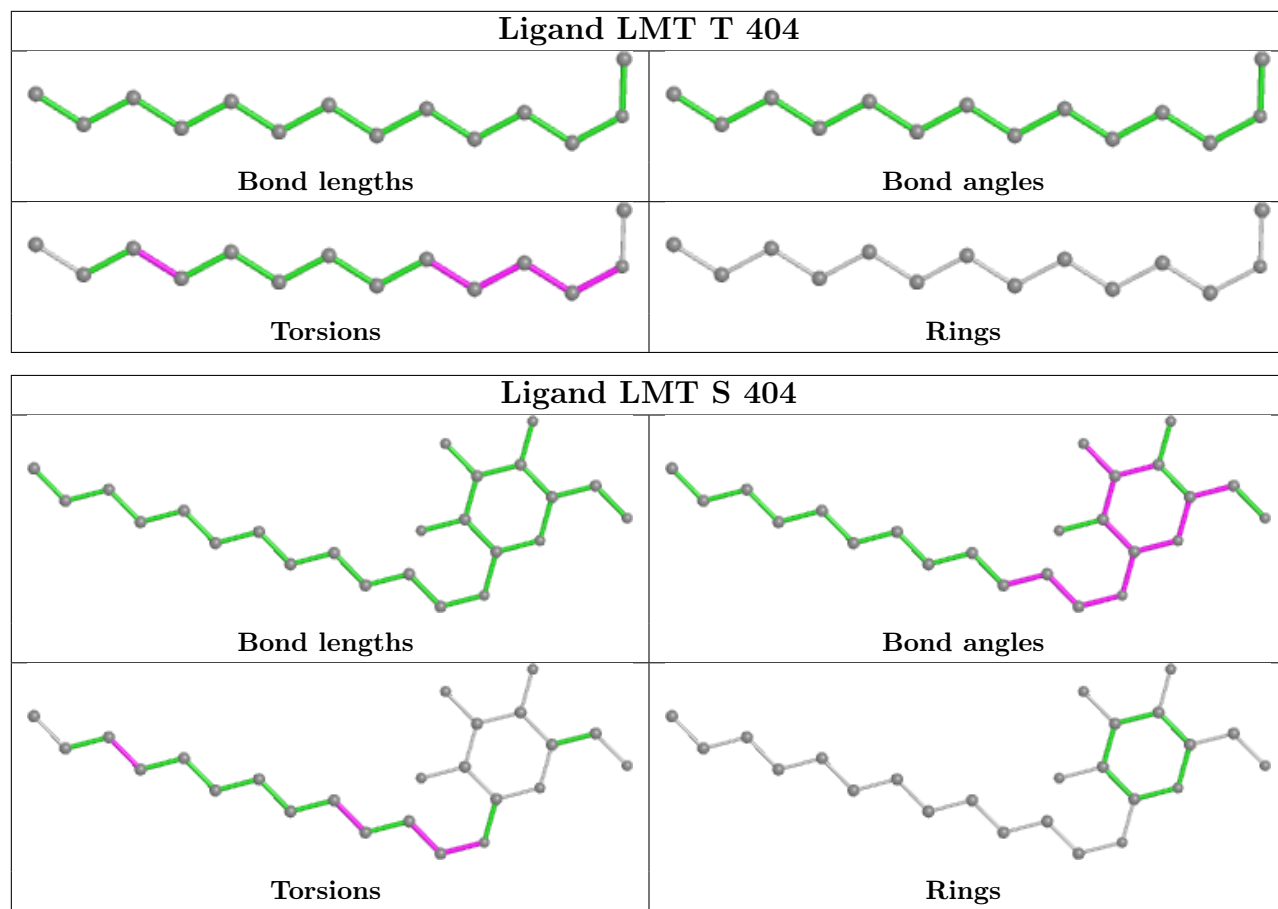 Ligand LMT T 404
Bond lengths
Bond angles
Torsions
Rings
Ligand LMT S 404
Bond lengths
Bond angles
Torsions
Rings